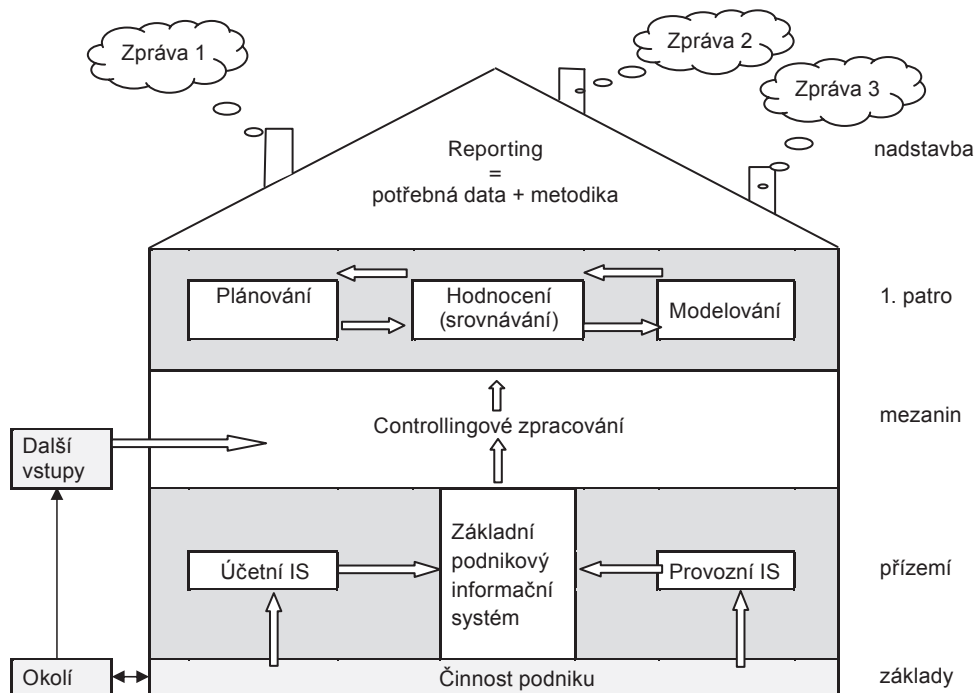 Zpráva 1
Zpráva 2
Zpráva 3
nadstavba
Reporting
=
potřebná data + metodika
Plánování
Hodnocení
(srovnávání)
Modelování
1. patro
Controllingové zpracování
mezanin
Další
vstupy
Účetní IS
Základní
podnikový
informační
systém
Provozní IS
přízemí
Okolí
Činnost podniku
základy